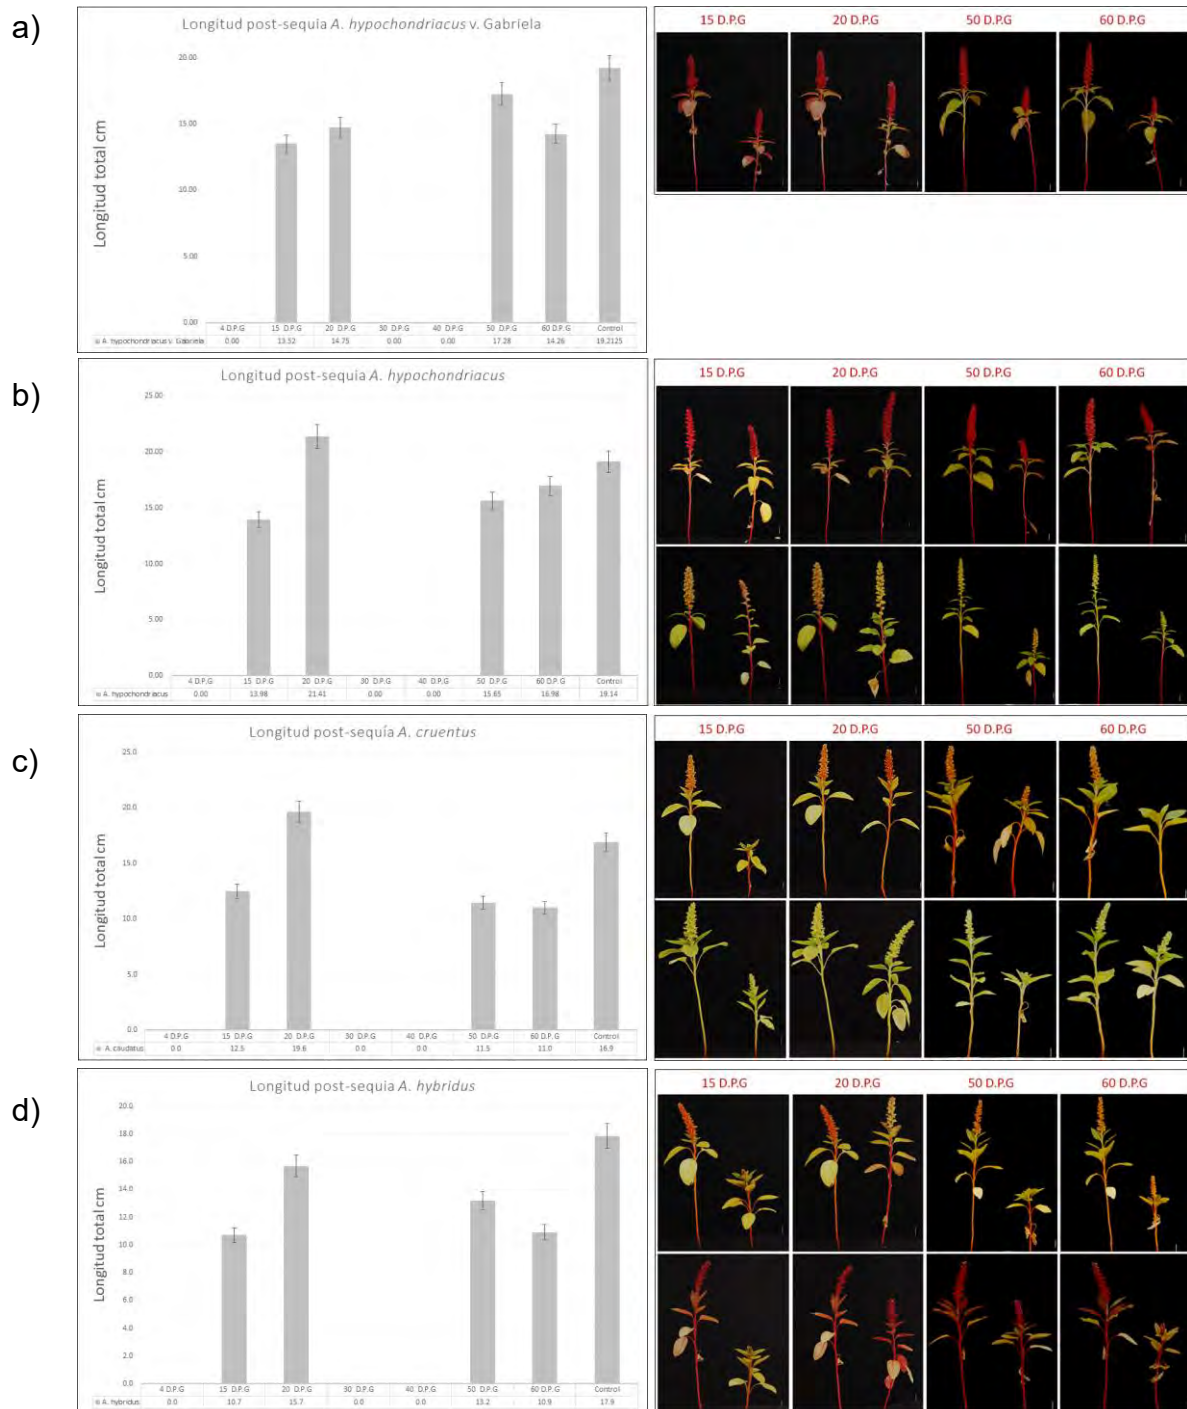 a)
Longitud post-sequia A. hypochondriacus v. Gabriela
Longitud total cm
20.00
15.00
10.00
5.00
0.00
4 D.P.G 15 D.P.G 20 D.P.G 30 D.P.G 40 D.P.G 50 D.P.G 60 D.P.G Control
A. hypochondriacus v. Gabriela 0.00 13.52 14.75 0.00 0.00 17.28 14.26 19.2125
15 D.P.G 20 D.P.G 50 D.P.G 60 D.P.G
b)
Longitud post-sequía A. hypochondriacus
Longitud total cm
25.00
20.00
15.00
10.00
5.00
0.00
4 D.P.G 15 D.P.G 20 D.P.G 30 D.P.G 40 D.P.G 50 D.P.G 60 D.P.G Control
A. hypochondriacus 0.00 13.98 21.41 0.00 0.00 15.65 16.98 19.14
15 D.P.G 20 D.P.G 50 D.P.G 60 D.P.G
c)
Longitud post-sequía A. cruentus
Longitud total cm
25.0
20.0
15.0
10.0
5.0
0.0
4 D.P.G 15 D.P.G 20 D.P.G 30 D.P.G 40 D.P.G 50 D.P.G 60 D.P.G Control
A. caudatus 0.0 12.5 19.6 0.0 0.0 11.5 11.0 16.9
15 D.P.G 20 D.P.G 50 D.P.G 60 D.P.G
d)
Longitud post-sequia A. hybridus
Longitud total cm
20.0
18.0
16.0
14.0
12.0
10.0
8.0
6.0
4.0
2.0
0.0
4 D.P.G 15 D.P.G 20 D.P.G 30 D.P.G 40 D.P.G 50 D.P.G 60 D.P.G Control
A. hybridus 0.0 10.7 15.7 0.0 0.0 13.2 10.9 17.9
15 D.P.G 20 D.P.G 50 D.P.G 60 D.P.G